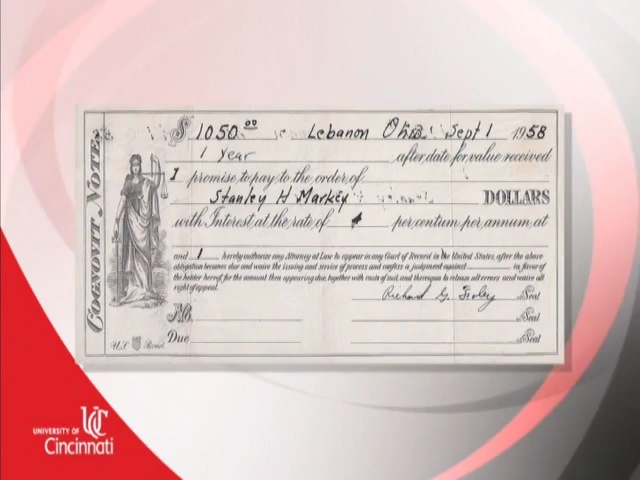 $ 1050.00 Lebanon Ohio Sept 1 1958
1 Year after date, for value received
I promise to pay to the order of
Stanley H Markey DOLLARS
with Interest, at the rate of per centum per annum, at
and I hereby authorize any Attorney at Law to appear in any Court of Record in the United States, after the above
obligation becomes due and waive the issuing and service of process and confess a judgment against in favor of
the holder hereof for the amount then appearing due, together with costs of suit, and thereupon to release all errors and waive all
right of appeal.
Richard G. Seal
No. Seal
Due Seal
COGNOVIT NOTE.
U.S.
UNIVERSITY OF
UC
Cincinnati